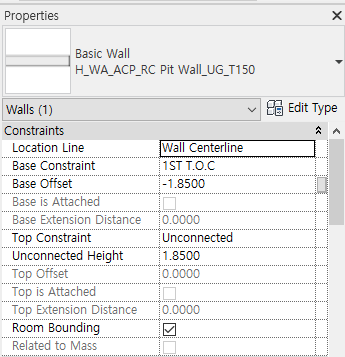 Properties
Basic Wall
H_WA_ACP_RC Pit Wall_UG_T150
Walls (1)
Edit Type
Constraints
Location Line Wall Centerline
Base Constraint 1ST T.O.C
Base Offset -1.8500
Base is Attached
Base Extension Distance 0.0000
Top Constraint Unconnected
Unconnected Height 1.8500
Top Offset 0.0000
Top is Attached
Top Extension Distance 0.0000
Room Bounding
Related to Mass